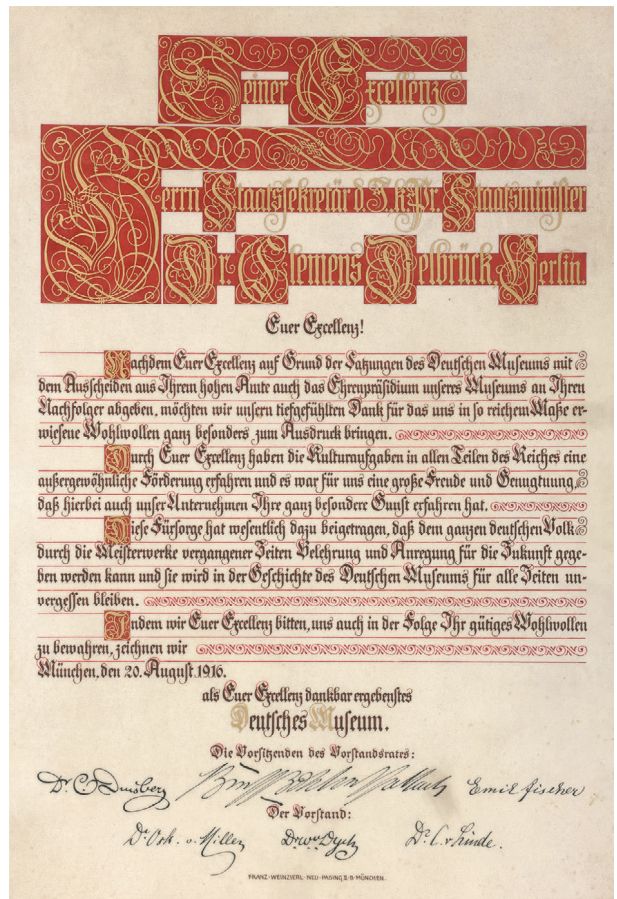 Seiner Excellenz
Herrn Staatssekretär d. I. k. Pr. Staatsminister
Dr. Clemens Delbrück, Berlin.
Euer Excellenz!
Nachdem Euer Excellenz auf Grund der Satzungen des Deutschen Museums mit
dem Ausscheiden aus Ihrem hohen Amte auch das Ehrenpräsidium unseres Museums an Ihren
Nachfolger abgeben, möchten wir unsern tiefgefühlten Dank für das uns in so reichem Maße er-
wiesene Wohlwollen ganz besonders zum Ausdruck bringen.
Durch Euer Excellenz haben die Kulturaufgaben in allen Teilen des Reiches eine
außergewöhnliche Förderung erfahren und es war für uns eine große Freude und Genugtuung,
daß hierbei auch unser Unternehmen Ihre ganz besondere Gunst erfahren hat.
Diese Fürsorge hat wesentlich dazu beigetragen, daß dem ganzen deutschen Volk
durch die Meisterwerke vergangener Zeiten Belehrung und Anregung für die Zukunft gege-
ben werden kann und sie wird in der Geschichte des Deutschen Museums für alle Zeiten un-
vergessen bleiben.
Indem wir Euer Excellenz bitten, uns auch in der Folge Ihr gütiges Wohlwollen
zu bewahren, zeichnen wir
München, den 20. August 1916.
als Euer Excellenz dankbar ergebenstes
Deutsches Museum.
Die Vorsitzenden des Vorstandsrates:
Dr. C. Duisberg Emil Fischer
Der Vorstand:
Dr. Osk. v. Miller Dr. W. v. Dyck Dr. C. v. Linde.
FRANZ · WEINZIERL · NEU-PASING II · B · MÜNCHEN.